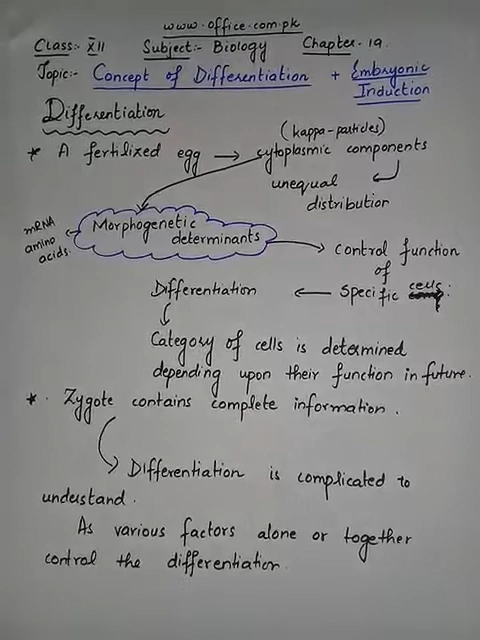 www.office.com.pk
Class:- XII Subject:- Biology Chapter-19.
Topic:- Concept of Differentiation + Embryonic
Induction
Differentiation
(kappa-particles)
* A fertilized egg → cytoplasmic components
unequal
distribution
mRNA
amino
acids.
Morphogenetic
determinants
control function
of
Differentiation ← specific cells:
Category of cells is determined
depending upon their function in future.
* . Zygote contains complete information.
Differentiation is complicated to
understand.
As various factors alone or together
control the differentiation.